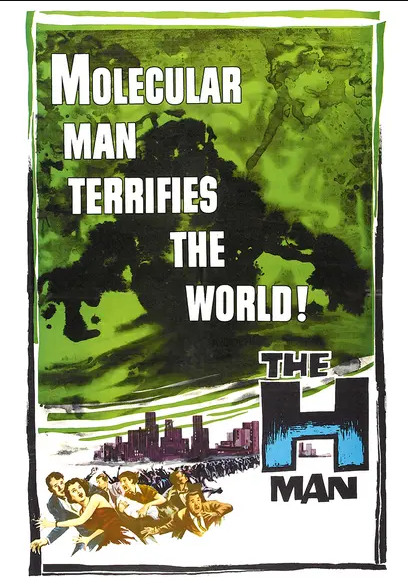 MOLECULAR
MAN
TERRIFIES
THE
WORLD!
THE
H
MAN